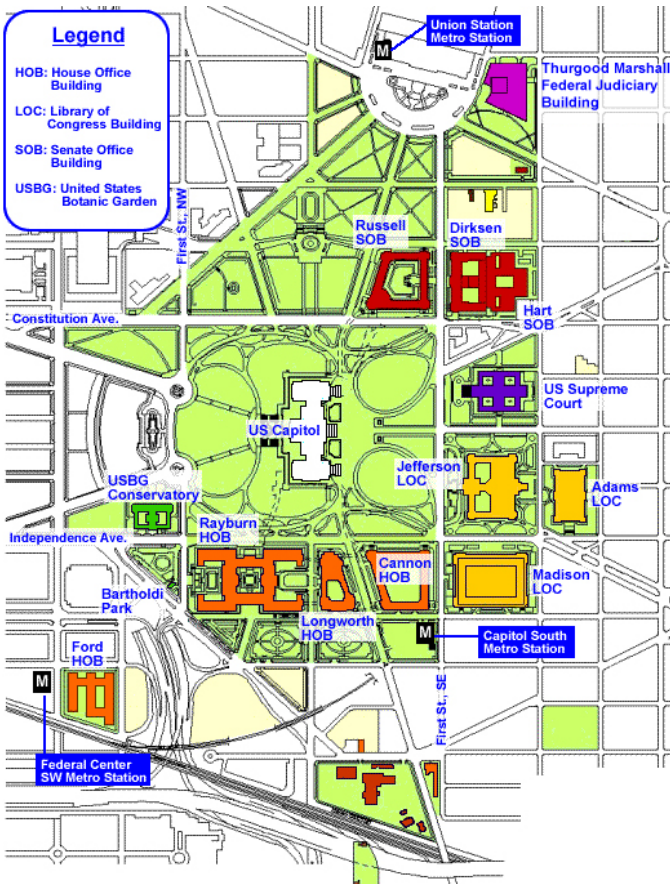 Legend
HOB: House Office
Building
LOC: Library of
Congress Building
SOB: Senate Office
Building
USBG: United States
Botanic Garden
M
Union Station
Metro Station
Thurgood Marshall
Federal Judiciary
Building
First St., NW
Russell
SOB
Dirksen
SOB
Hart
SOB
Constitution Ave.
US Supreme
Court
US Capitol
Jefferson
LOC
Adams
LOC
USBG
Conservatory
Independence Ave.
Rayburn
HOB
Cannon
HOB
Madison
LOC
Bartholdi
Park
Longworth
HOB
M
Capitol South
Metro Station
Ford
HOB
M
First St., SE
Federal Center
SW Metro Station